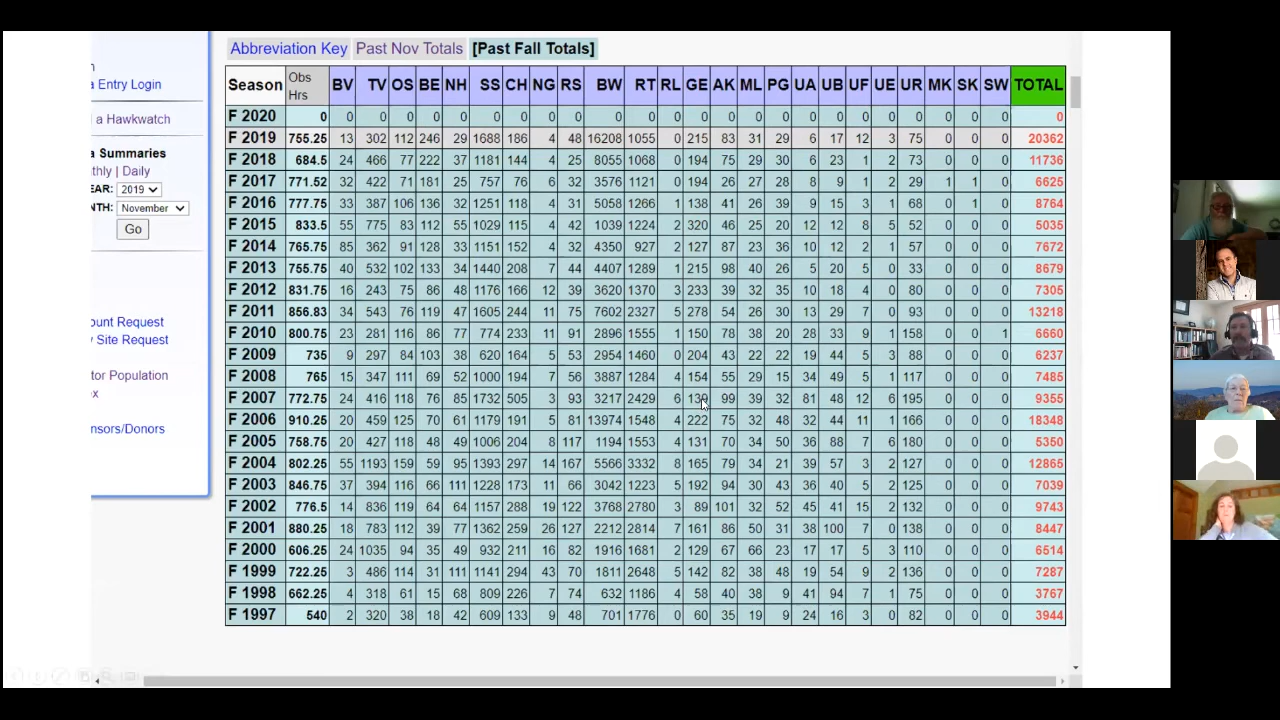 Abbreviation Key Past Nov Totals [Past Fall Totals]
Season Obs Hrs BV TV OS BE NH SS CH NG RS BW RT RL GE AK ML PG UA UB UF UE UR MK SK SW TOTAL
F 2020 0 0 0 0 0 0 0 0 0 0 0 0 0 0 0 0 0 0 0 0 0 0 0 0 0 0
F 2019 755.25 13 302 112 246 29 1688 186 4 48 16208 1055 0 215 83 31 29 6 17 12 3 75 0 0 0 20362
F 2018 684.5 24 466 77 222 37 1181 144 4 25 8055 1068 0 194 75 29 30 6 23 1 2 73 0 0 0 11736
F 2017 771.52 32 422 71 181 25 757 76 6 32 3576 1121 0 194 26 27 28 8 9 1 2 29 1 1 0 6625
F 2016 777.75 33 387 106 136 32 1251 118 4 31 5058 1266 1 138 41 26 39 9 15 3 1 68 0 1 0 8764
F 2015 833.5 55 775 83 112 55 1029 115 4 42 1039 1224 2 320 46 25 20 12 12 8 5 52 0 0 0 5035
F 2014 765.75 85 362 91 128 33 1151 152 4 32 4350 927 2 127 87 23 36 10 12 2 1 57 0 0 0 7672
F 2013 755.75 40 532 102 133 34 1440 208 7 44 4407 1289 1 215 98 40 26 5 20 5 0 33 0 0 0 8679
F 2012 831.75 16 243 75 86 48 1176 166 12 39 3620 1370 3 233 39 32 35 10 18 4 0 80 0 0 0 7305
F 2011 856.83 34 543 76 119 47 1605 244 11 75 7602 2327 5 278 54 26 30 13 29 7 0 93 0 0 0 13218
F 2010 800.75 23 281 116 86 77 774 233 11 91 2896 1555 1 150 78 38 20 28 33 9 1 158 0 0 1 6660
F 2009 735 9 297 84 103 38 620 164 5 53 2954 1460 0 204 43 22 22 19 44 5 3 88 0 0 0 6237
F 2008 765 15 347 111 69 52 1000 194 7 56 3887 1284 4 154 55 29 15 34 49 5 1 117 0 0 0 7485
F 2007 772.75 24 416 118 76 85 1732 505 3 93 3217 2429 6 99 39 32 81 48 12 6 195 0 0 0 9355
F 2006 910.25 20 459 125 70 61 1179 191 5 81 13974 1548 4 222 75 32 48 32 44 11 1 166 0 0 0 18348
F 2005 758.75 20 427 118 48 49 1006 204 8 117 1194 1553 4 131 70 34 50 36 88 7 6 180 0 0 0 5350
F 2004 802.25 55 1193 159 59 95 1393 297 14 167 5566 3332 8 165 79 34 21 39 57 3 2 127 0 0 0 12865
F 2003 846.75 37 394 116 66 111 1228 173 11 66 3042 1223 5 192 94 30 43 36 40 5 2 125 0 0 0 7039
F 2002 776.5 14 836 119 64 64 1157 288 19 122 3768 2780 3 89 101 32 52 45 41 15 2 132 0 0 0 9743
F 2001 880.25 18 783 112 39 77 1362 259 26 127 2212 2814 7 161 86 50 31 38 100 7 0 138 0 0 0 8447
F 2000 606.25 24 1035 94 35 49 932 211 16 82 1916 1681 2 129 67 66 23 17 17 5 3 110 0 0 0 6514
F 1999 722.25 3 486 114 31 111 1141 294 43 70 1811 2648 5 142 82 38 48 19 54 9 2 136 0 0 0 7287
F 1998 662.25 4 318 61 15 68 809 226 7 74 632 1186 4 58 40 38 9 41 94 7 1 75 0 0 0 3767
F 1997 540 2 320 38 18 42 609 133 9 48 701 1776 0 60 35 19 9 24 16 3 0 82 0 0 0 3944
n
a Entry Login
a Hawkwatch
a Summaries
thly | Daily
EAR: 2019
NTH: November
Go
ount Request
Site Request
tor Population
ex
nsors/Donors